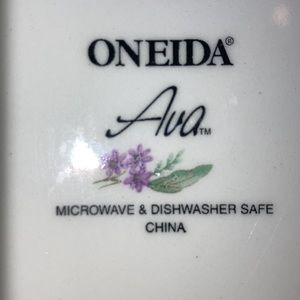 ONEIDA®
Ava™
MICROWAVE & DISHWASHER SAFE
CHINA